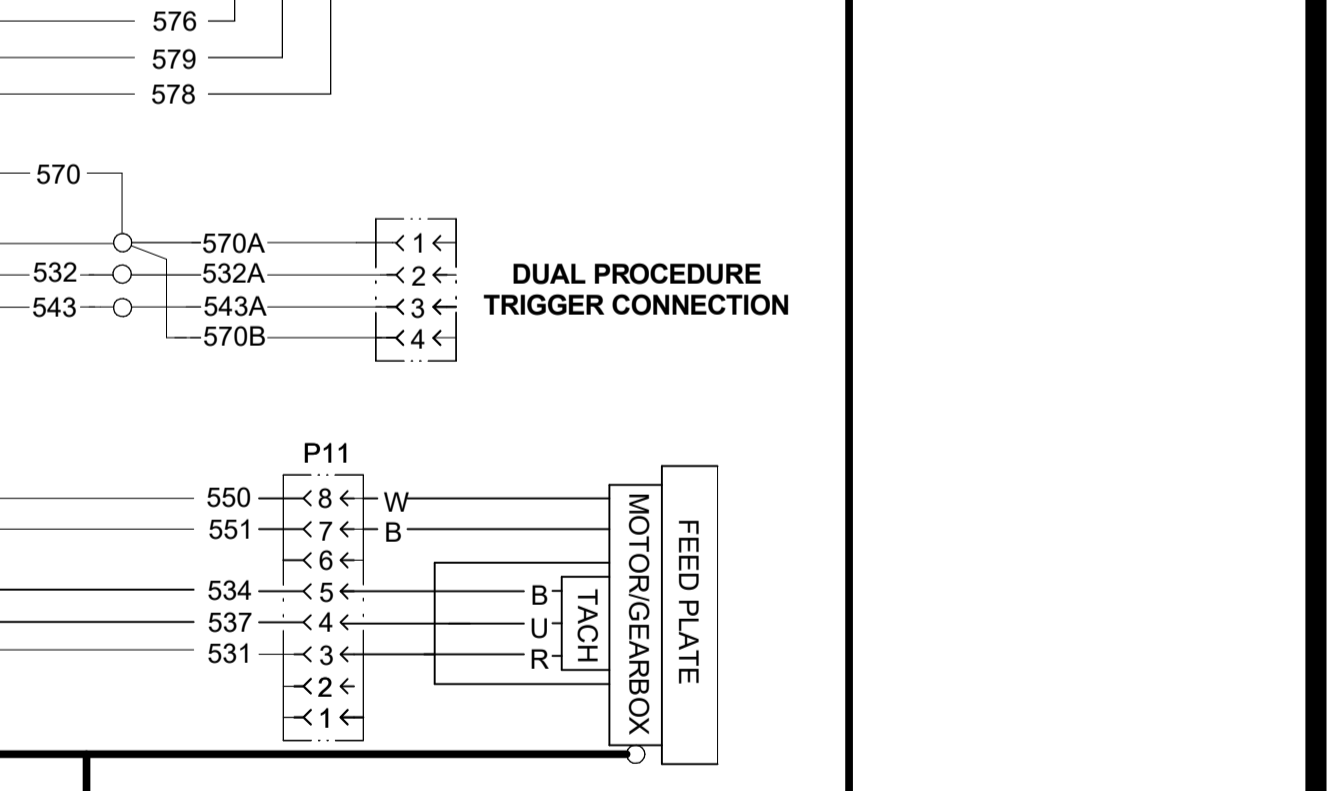 576
579
578
570
570A 1
532 532A 2
543 543A 3
570B 4
DUAL PROCEDURE
TRIGGER CONNECTION
P11
550 8 W
551 7 B
6
534 5 B
537 4 U
531 3 R
2
1
TACH
MOTOR/GEARBOX
FEED PLATE